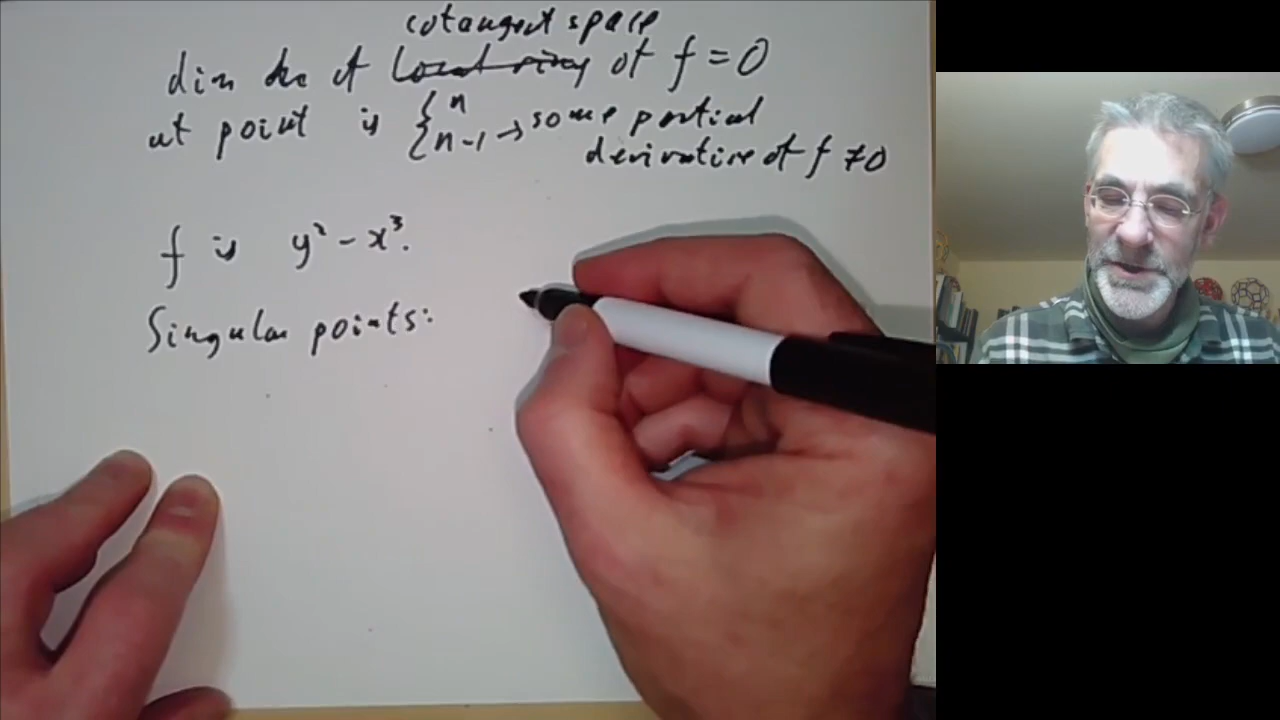 cotangent space
dim of local ring of f = 0
at point is { n
n-1 → some partial
derivative of f ≠ 0
f is y² - x³.
Singular points: